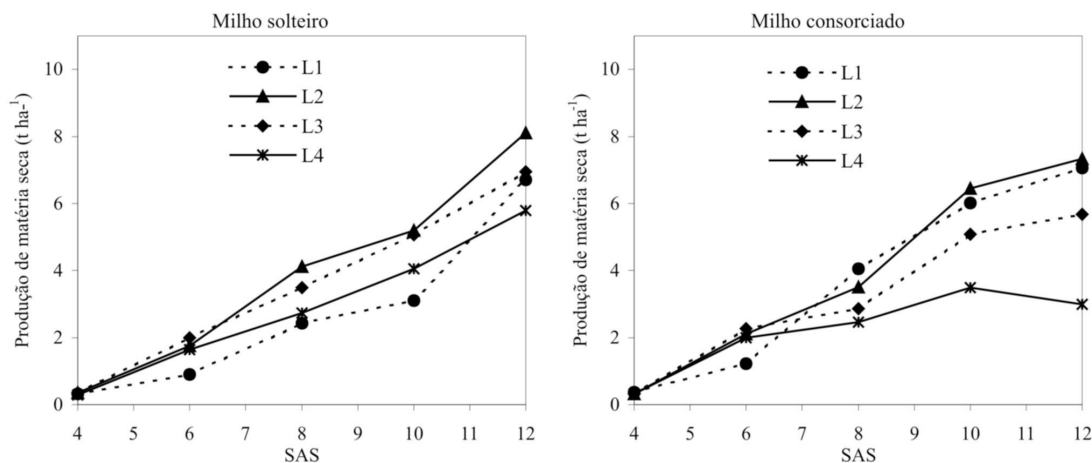 Milho solteiro
Produção de matéria seca (t ha-¹)
10
8
6
4
2
0
L1
L2
L3
L4
4 5 6 7 8 9 10 11 12
SAS
Milho consorciado
Produção de matéria seca (t ha⁻¹)
10
8
6
4
2
0
L1
L2
L3
L4
4 5 6 7 8 9 10 11 12
SAS